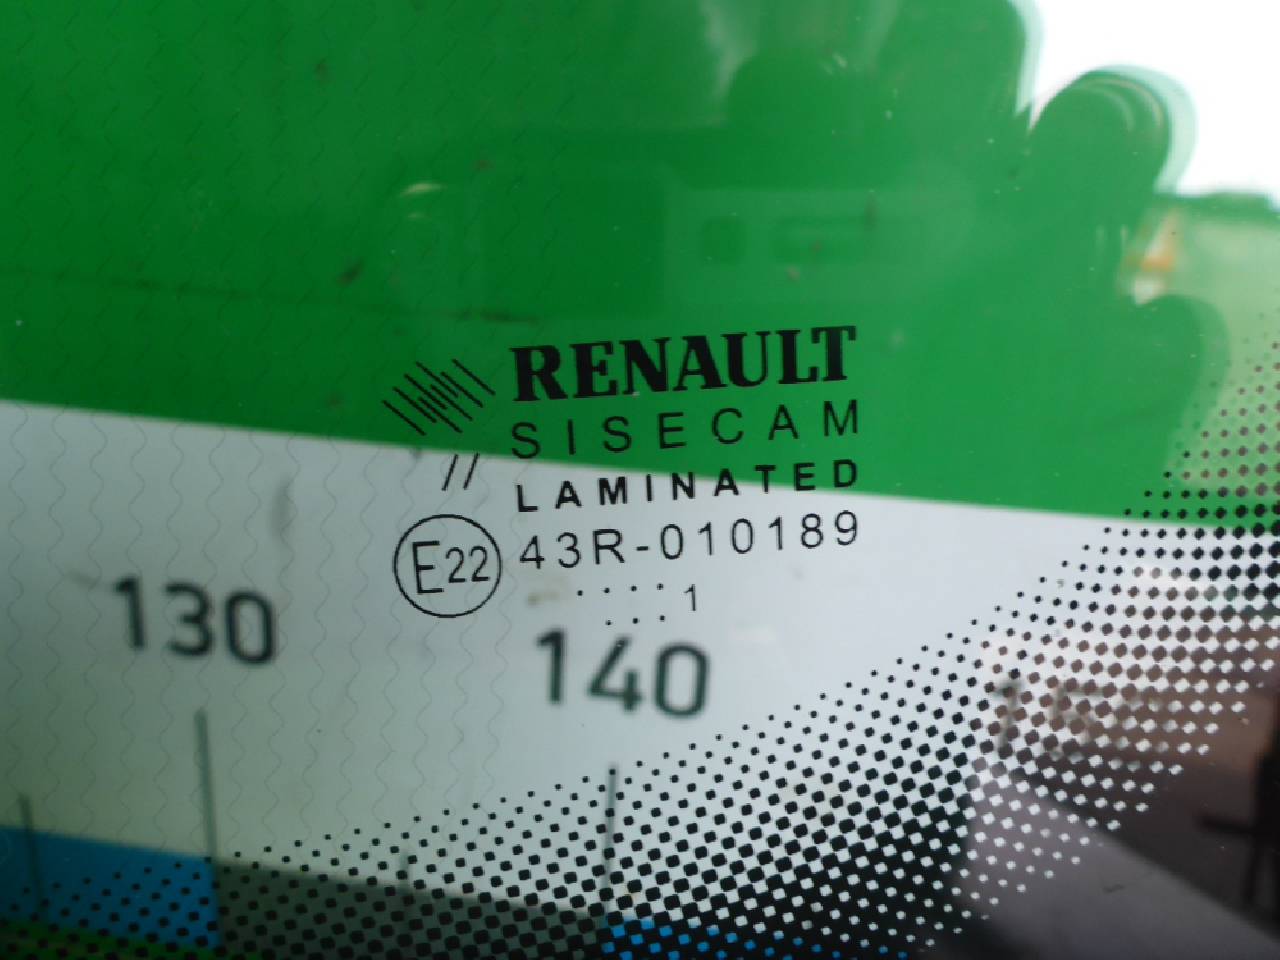 RENAULT
SISECAM
//
LAMINATED
E22 43R-010189
. : : : . 1
130
140